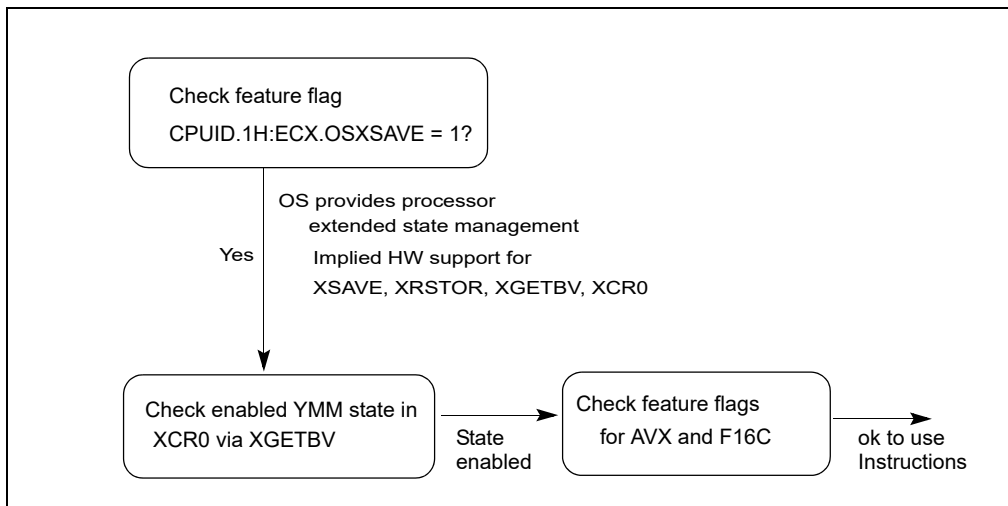 Check feature flag
CPUID.1H:ECX.OSXSAVE = 1?
OS provides processor
extended state management
Yes
Implied HW support for
XSAVE, XRSTOR, XGETBV, XCR0
Check enabled YMM state in
XCR0 via XGETBV
State
enabled
Check feature flags
for AVX and F16C
ok to use
Instructions